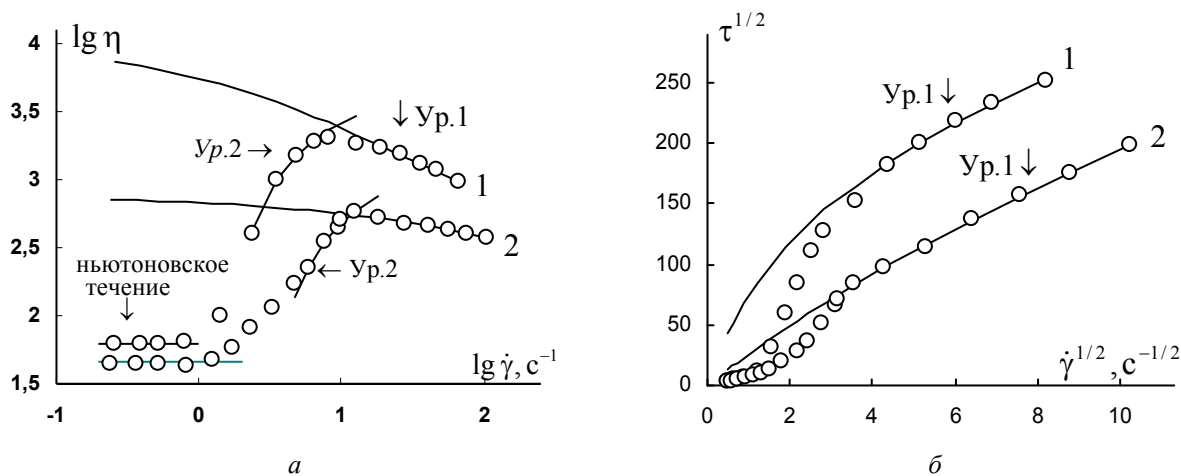 lg η
4
3,5
3
2,5
2
1,5
-1
0
1
2
Ур.2 →
↓ Ур.1
1
2
← Ур.2
ньютоновское
течение
lg γ̇, с⁻¹
а
τ^1/2
250
200
150
100
50
0
0
2
4
6
8
10
Ур.1 ↓
1
Ур.1 ↓
2
γ̇^1/2, с^−1/2
б